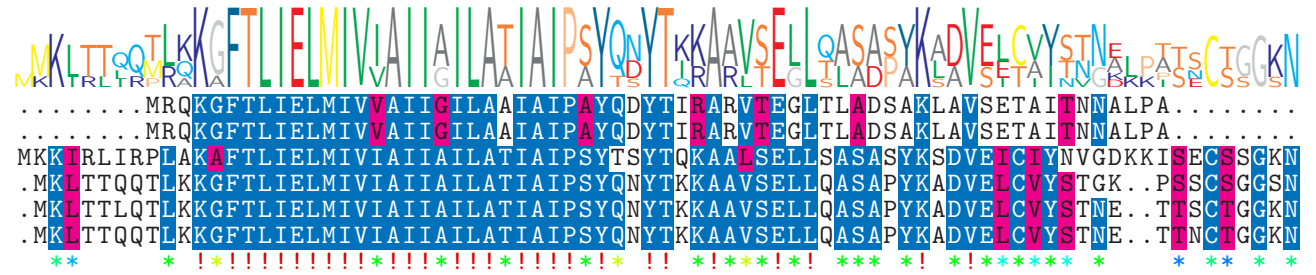 ........MRQKGFTLIELMIVVAIIGILAAIAIPAYQDYTIRARVTEGLTLADSAKLAVSETAITNNALPA........
........MRQKGFTLIELMIVVAIIGILAAIAIPAYQDYTIRARVTEGLTLADSAKLAVSETAITNNALPA........
MKKIRLIRPLAKAFTLIELMIVIAIIAILATIAIPSYTSYTQKAALSELLSASASYKSDVEICIYNVGDKKISECSSGKN
.MKLTTQQTLKKGFTLIELMIVIAIIAILATIAIPSYQNYTKKAAVSELLQASAPYKADVELCVYSTGK..PSSCSGGSN
.MKLTTLQTLKKGFTLIELMIVIAIIAILATIAIPSYQNYTKKAAVSELLQASAPYKADVELCVYSTNE..TTSCTGGKN
.MKLTTQQTLKKGFTLIELMIVIAIIAILATIAIPSYQNYTKKAAVSELLQASAPYKADVELCVYSTNE..TTNCTGGKN